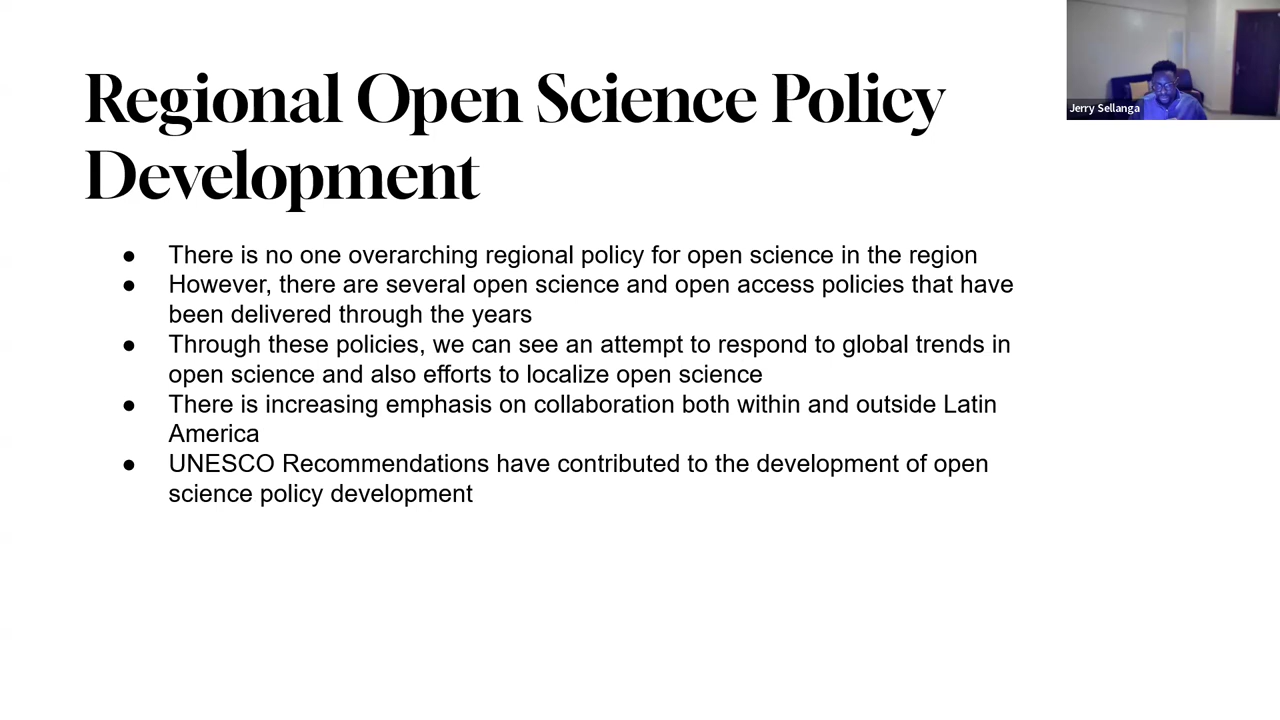 Regional Open Science Policy
Development
Jerry Sellanga
● There is no one overarching regional policy for open science in the region
● However, there are several open science and open access policies that have
been delivered through the years
● Through these policies, we can see an attempt to respond to global trends in
open science and also efforts to localize open science
● There is increasing emphasis on collaboration both within and outside Latin
America
● UNESCO Recommendations have contributed to the development of open
science policy development